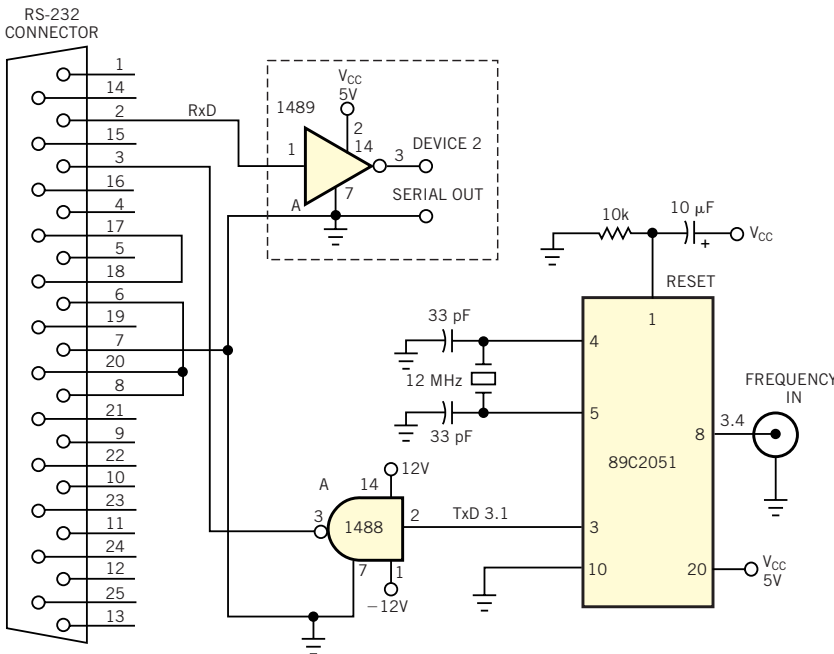 RS-232
CONNECTOR
1
14
2
RxD
15
3
16
4
17
5
18
6
19
7
20
8
21
9
22
10
23
11
24
12
25
13
1489
V_CC
5V
2
14
1
3
DEVICE 2
7
A
SERIAL OUT
10k
10 µF
+
V_CC
RESET
1
33 pF
4
12 MHz
5
33 pF
FREQUENCY
IN
3.4
8
89C2051
A
14
12V
3
1488
2
TxD 3.1
3
7
1
−12V
10
20
V_CC
5V